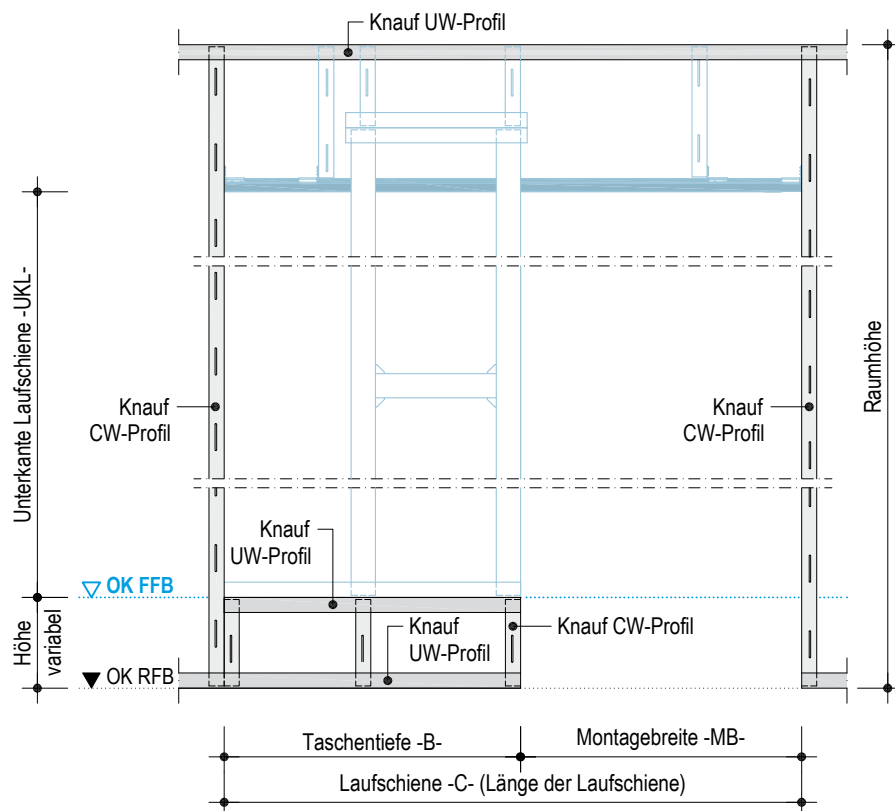 Knauf UW-Profil
Unterkante Laufschiene -UKL-
Raumhöhe
Knauf
CW-Profil
Knauf
CW-Profil
Knauf
UW-Profil
OK FFB
Höhe
variabel
Knauf
UW-Profil
Knauf CW-Profil
OK RFB
Taschentiefe -B-
Montagebreite -MB-
Laufschiene -C- (Länge der Laufschiene)